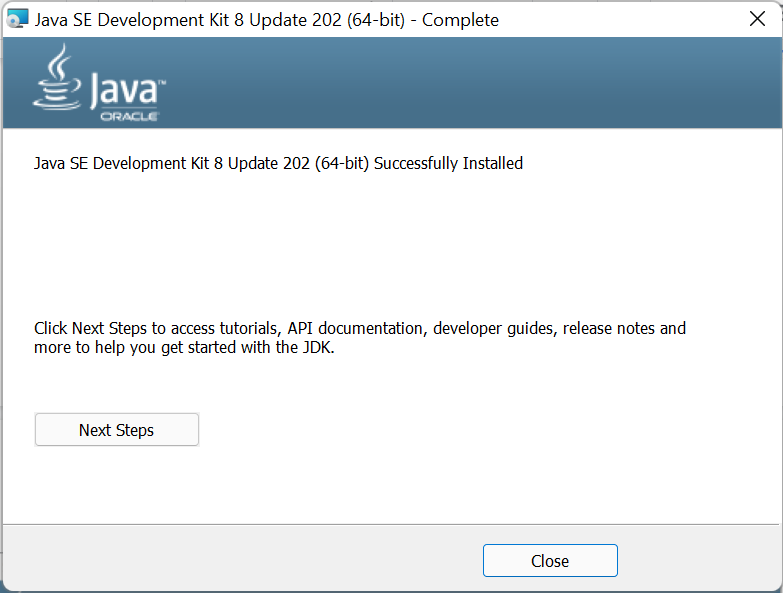 Java SE Development Kit 8 Update 202 (64-bit) - Complete
Java™
ORACLE
Java SE Development Kit 8 Update 202 (64-bit) Successfully Installed
Click Next Steps to access tutorials, API documentation, developer guides, release notes and
more to help you get started with the JDK.
Next Steps
Close